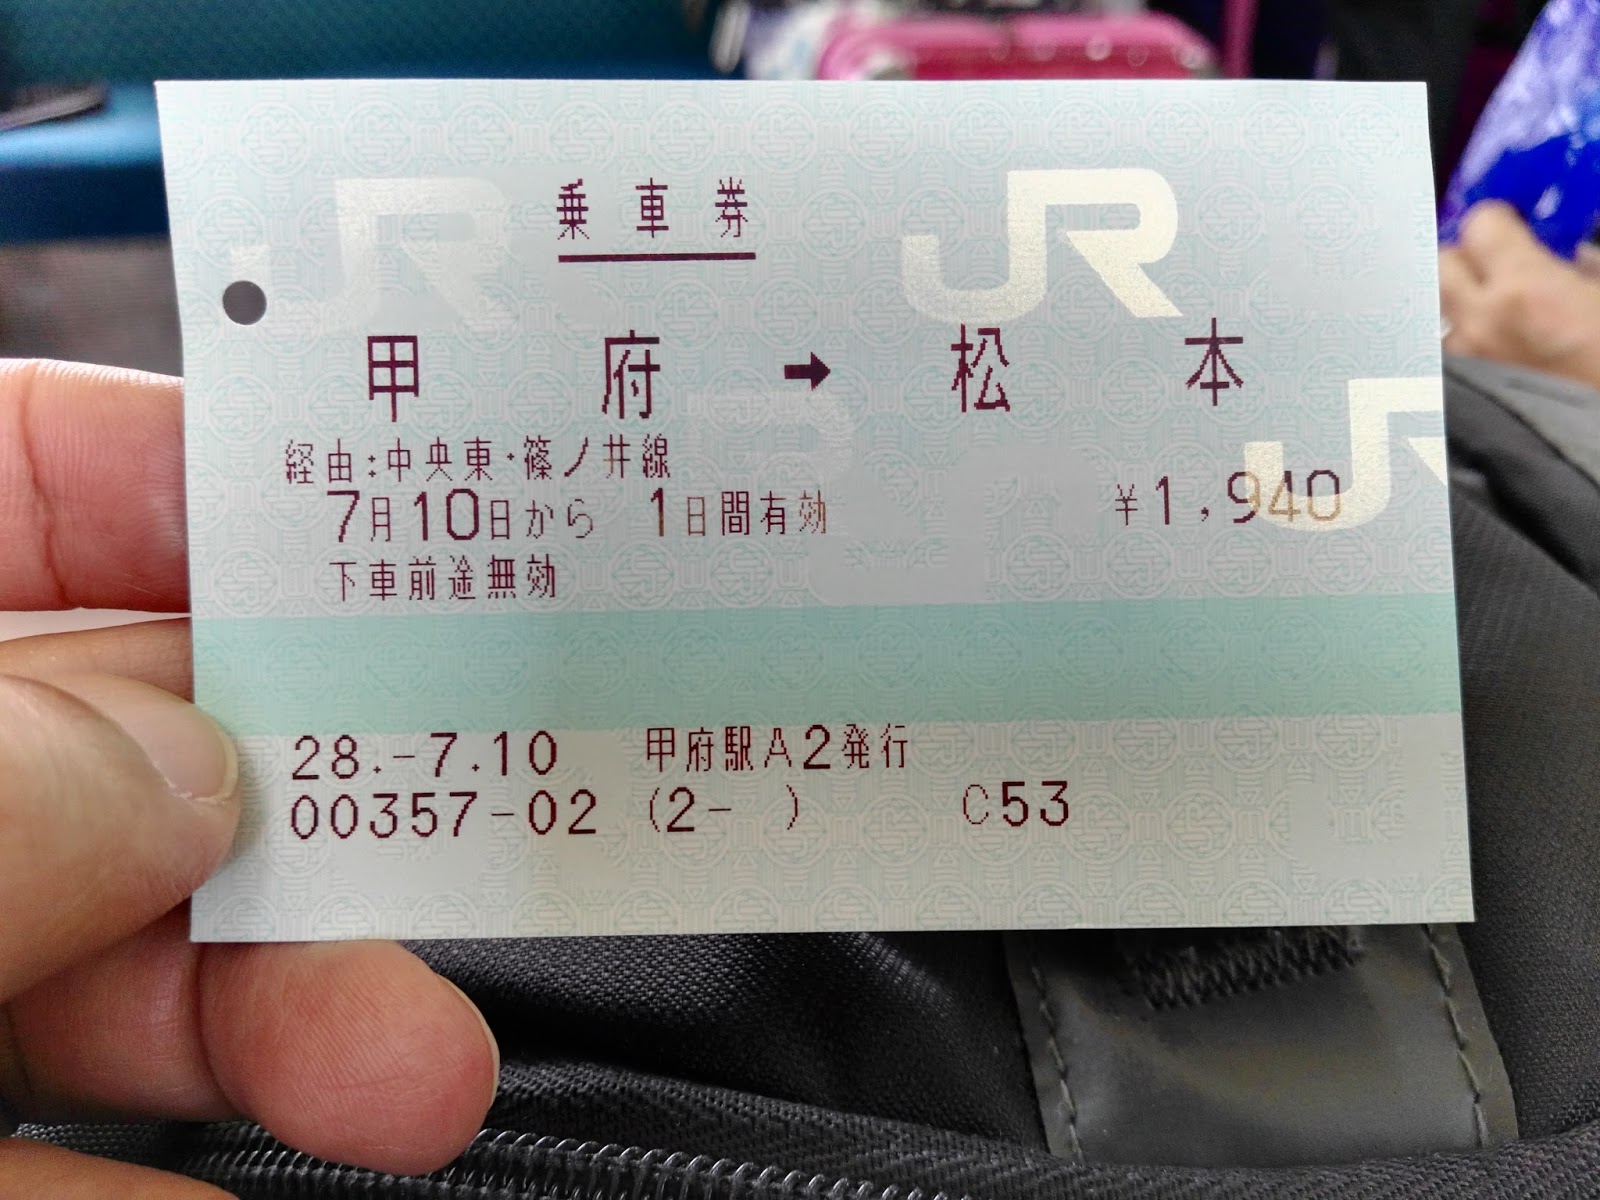 乗車券
JR JR
甲府→松本
経由:中央東・篠ノ井線
7月10日から 1日間有効 ¥1,940
下車前途無効
28.-7.10 甲府駅A2発行
00357-02 (2- ) C53